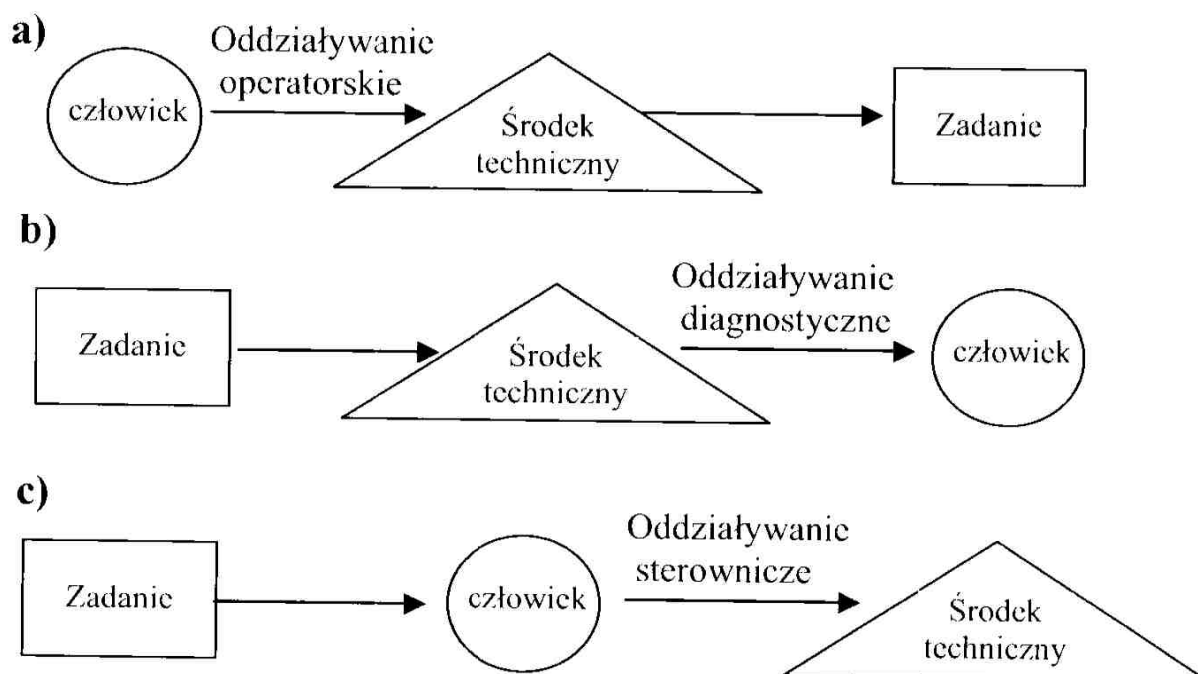 a)
Oddziaływanie
operatorskie
człowiek
Środek
techniczny
Zadanie
b)
Zadanie
Środek
techniczny
Oddziaływanie
diagnostyczne
człowiek
c)
Zadanie
człowiek
Oddziaływanie
sterownicze
Środek
techniczny